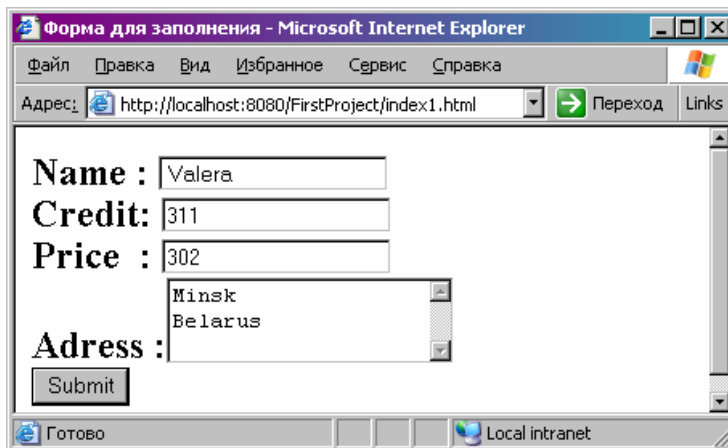 Форма для заполнения - Microsoft Internet Explorer
Файл Правка Вид Избранное Сервис Справка
Адрес: http://localhost:8080/FirstProject/index1.html Переход Links
Name : Valera
Credit: 311
Price : 302
Minsk
Belarus
Adress :
Submit
Готово Local intranet